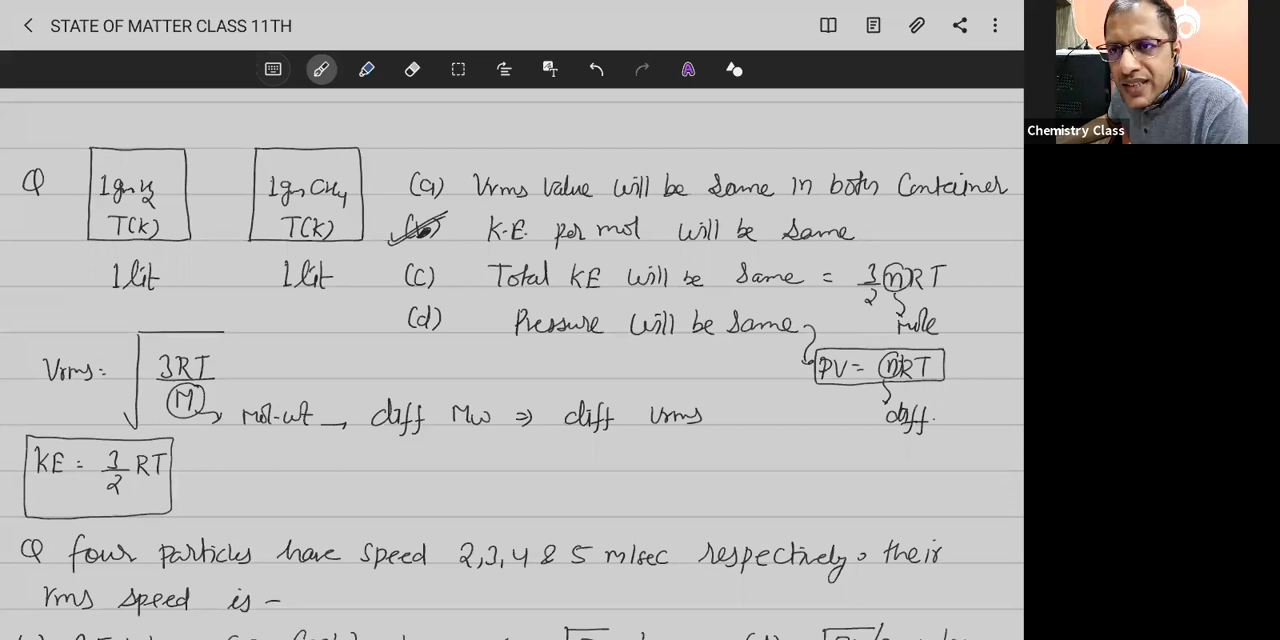 STATE OF MATTER CLASS 11TH
Chemistry Class
Q
1gm H2
T(K)
1 lit
1gm CH4
T(K)
1 lit
(a) Vrms value will be same in both Container
(b) K.E. per mol will be same
(c) Total KE will be same = 3/2 nRT
mole
(d) Pressure will be same
PV = nRT
diff.
Vrms = √3RT/M
mol-wt → diff Mw ⇒ diff Vrms
KE = 3/2 RT
Q four particles have speed 2,3,4 & 5 m/sec respectively. their
rms speed is -